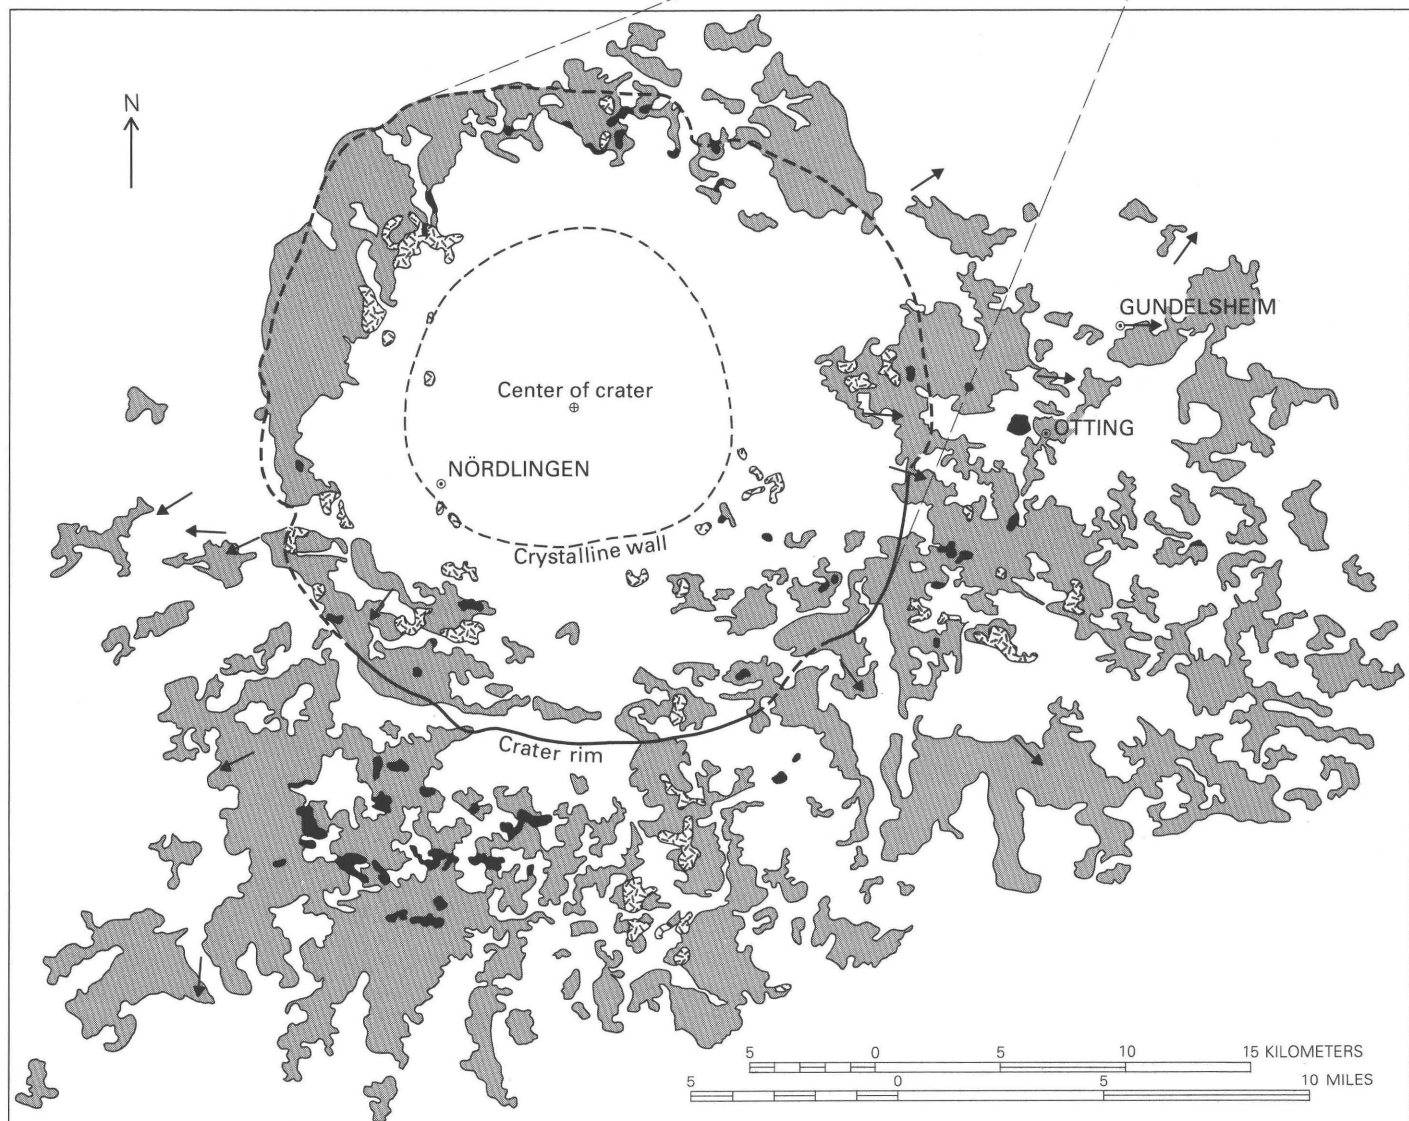 N
GUNDELSHEIM
Center of crater
OTTING
NÖRDLINGEN
Crystalline wall
Crater rim
5 0 5 10 15 KILOMETERS
5 0 5 10 MILES